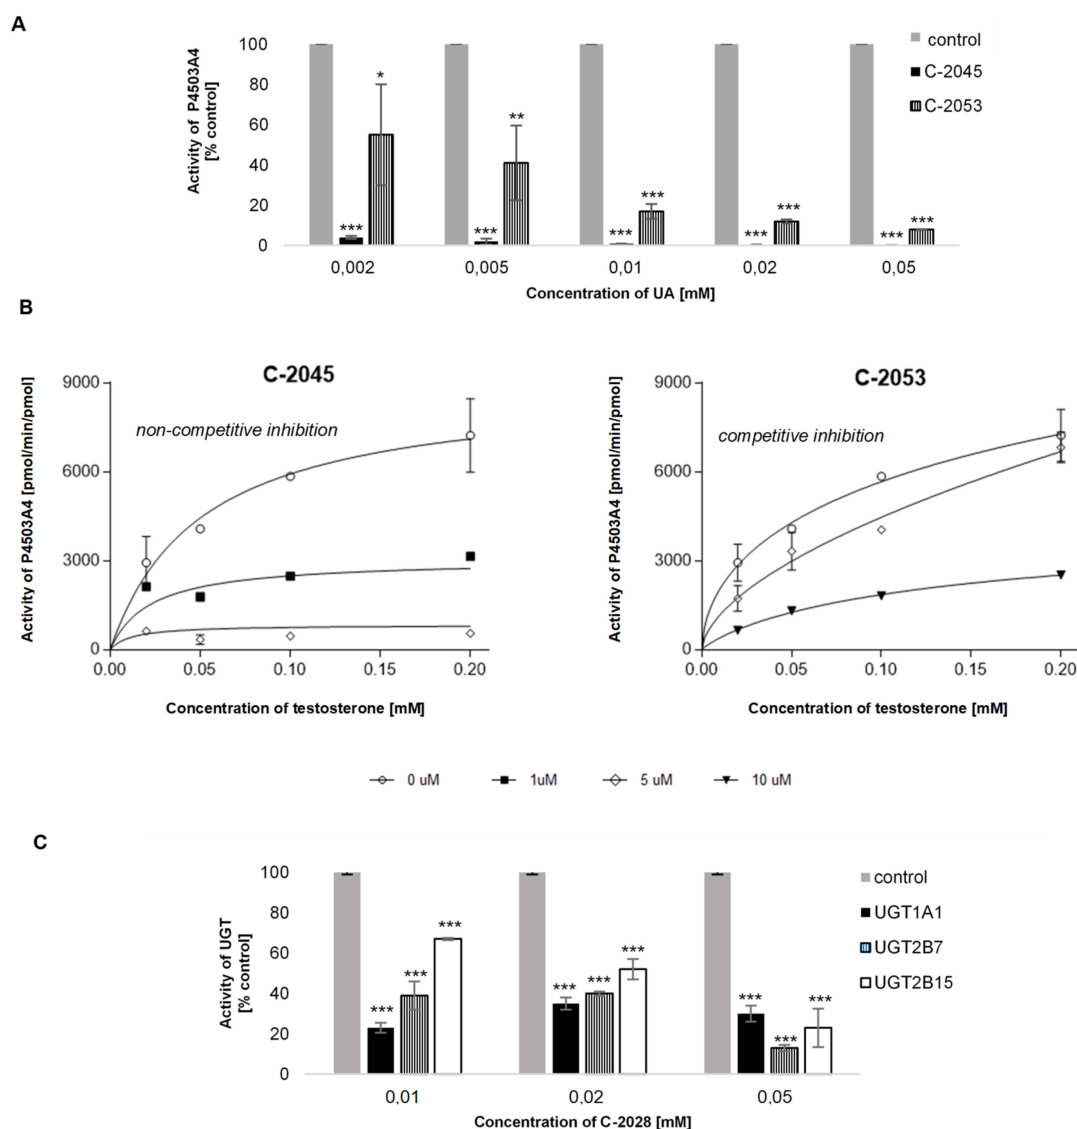 A
Activity of P4503A4
[% control]
100
80
60
40
20
0
*
**
***
***
***
***
***
***
***
***
0,002
0,005
0,01
0,02
0,05
Concentration of UA [mM]
control
C-2045
C-2053
B
C-2045
non-competitive inhibition
Activity of P4503A4 [pmol/min/pmol]
9000
6000
3000
0
0.00
0.05
0.10
0.15
0.20
Concentration of testosterone [mM]
C-2053
competitive inhibition
Activity of P4503A4 [pmol/min/pmol]
9000
6000
3000
0
0.00
0.05
0.10
0.15
0.20
Concentration of testosterone [mM]
0 uM
1uM
5 uM
10 uM
C
Activity of UGT
[% control]
100
80
60
40
20
0
***
***
***
***
***
***
***
***
***
0,01
0,02
0,05
Concentration of C-2028 [mM]
control
UGT1A1
UGT2B7
UGT2B15